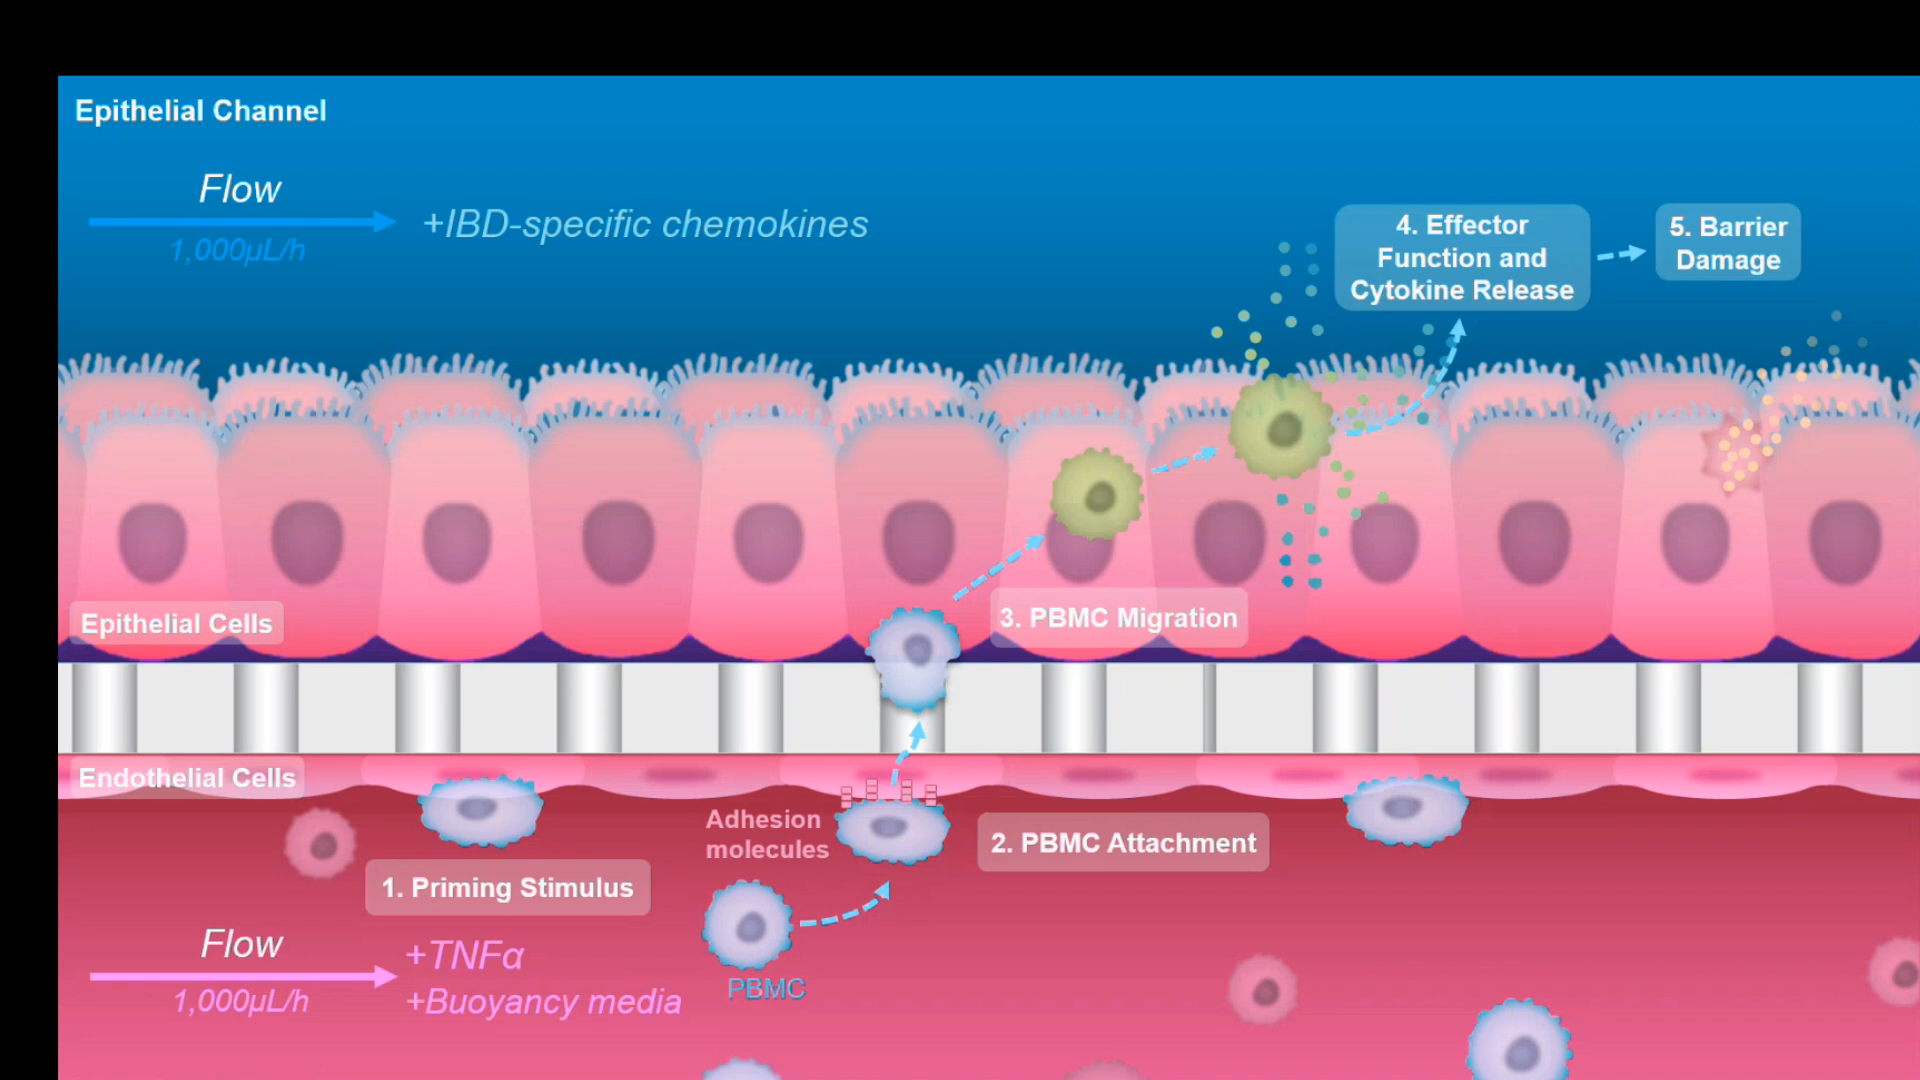 Epithelial Channel
Flow
1,000µL/h
+IBD-specific chemokines
4. Effector
Function and
Cytokine Release
5. Barrier
Damage
Epithelial Cells
3. PBMC Migration
Endothelial Cells
Adhesion
molecules
2. PBMC Attachment
1. Priming Stimulus
Flow
1,000µL/h
+TNFα
+Buoyancy media
PBMC